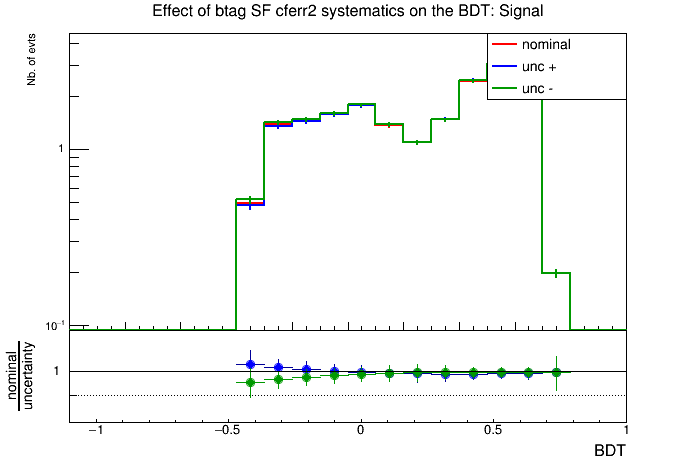 Effect of btag SF cferr2 systematics on the BDT: Signal
Nb. of evts
nominal
unc +
unc -
1
10⁻¹
nominal
uncertainty
1
−1
−0.5
0
0.5
1
BDT